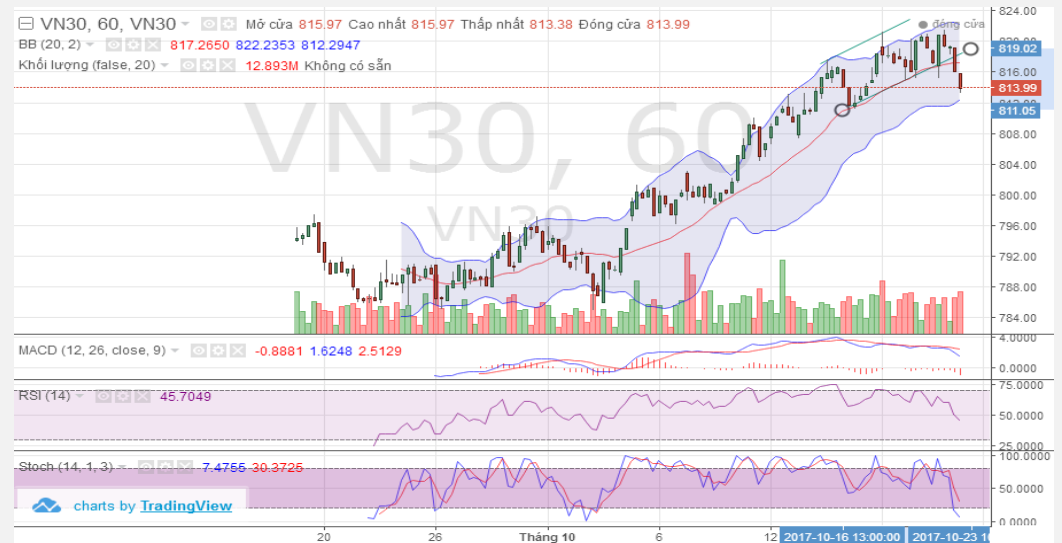 VN30, 60, VN30 Mở cửa 815.97 Cao nhất 815.97 Thấp nhất 813.38 Đóng cửa 813.99
BB (20, 2) 817.2650 822.2353 812.2947
Khối lượng (false, 20) 12.893M Không có sẵn
đóng cửa
VN30, 60
VN30
824.00
819.02
816.00
813.99
811.05
808.00
804.00
800.00
796.00
792.00
788.00
784.00
MACD (12, 26, close, 9) -0.8881 1.6248 2.5129
4.0000
0.0000
RSI (14) 45.7049
75.0000
50.0000
25.0000
Stoch (14, 1, 3) 7.4755 30.3725
100.0000
50.0000
0.0000
charts by TradingView
20 26 Tháng 10 6 12 2017-10-16 13:00:00 2017-10-23